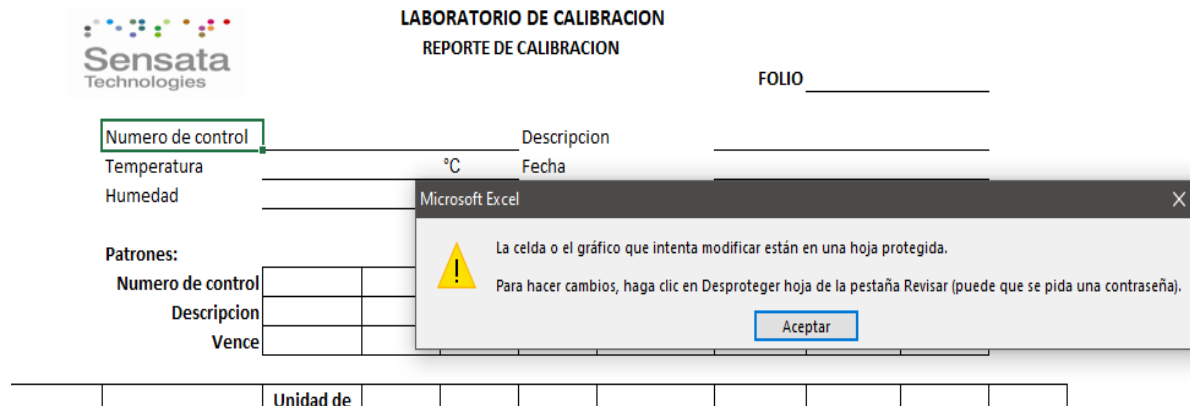 LABORATORIO DE CALIBRACION
REPORTE DE CALIBRACION
Sensata
Technologies
FOLIO
Numero de control Descripcion
Temperatura °C Fecha
Humedad
Microsoft Excel X
La celda o el gráfico que intenta modificar están en una hoja protegida.
Para hacer cambios, haga clic en Desproteger hoja de la pestaña Revisar (puede que se pida una contraseña).
Aceptar
Patrones:
Numero de control
Descripcion
Vence
Unidad de